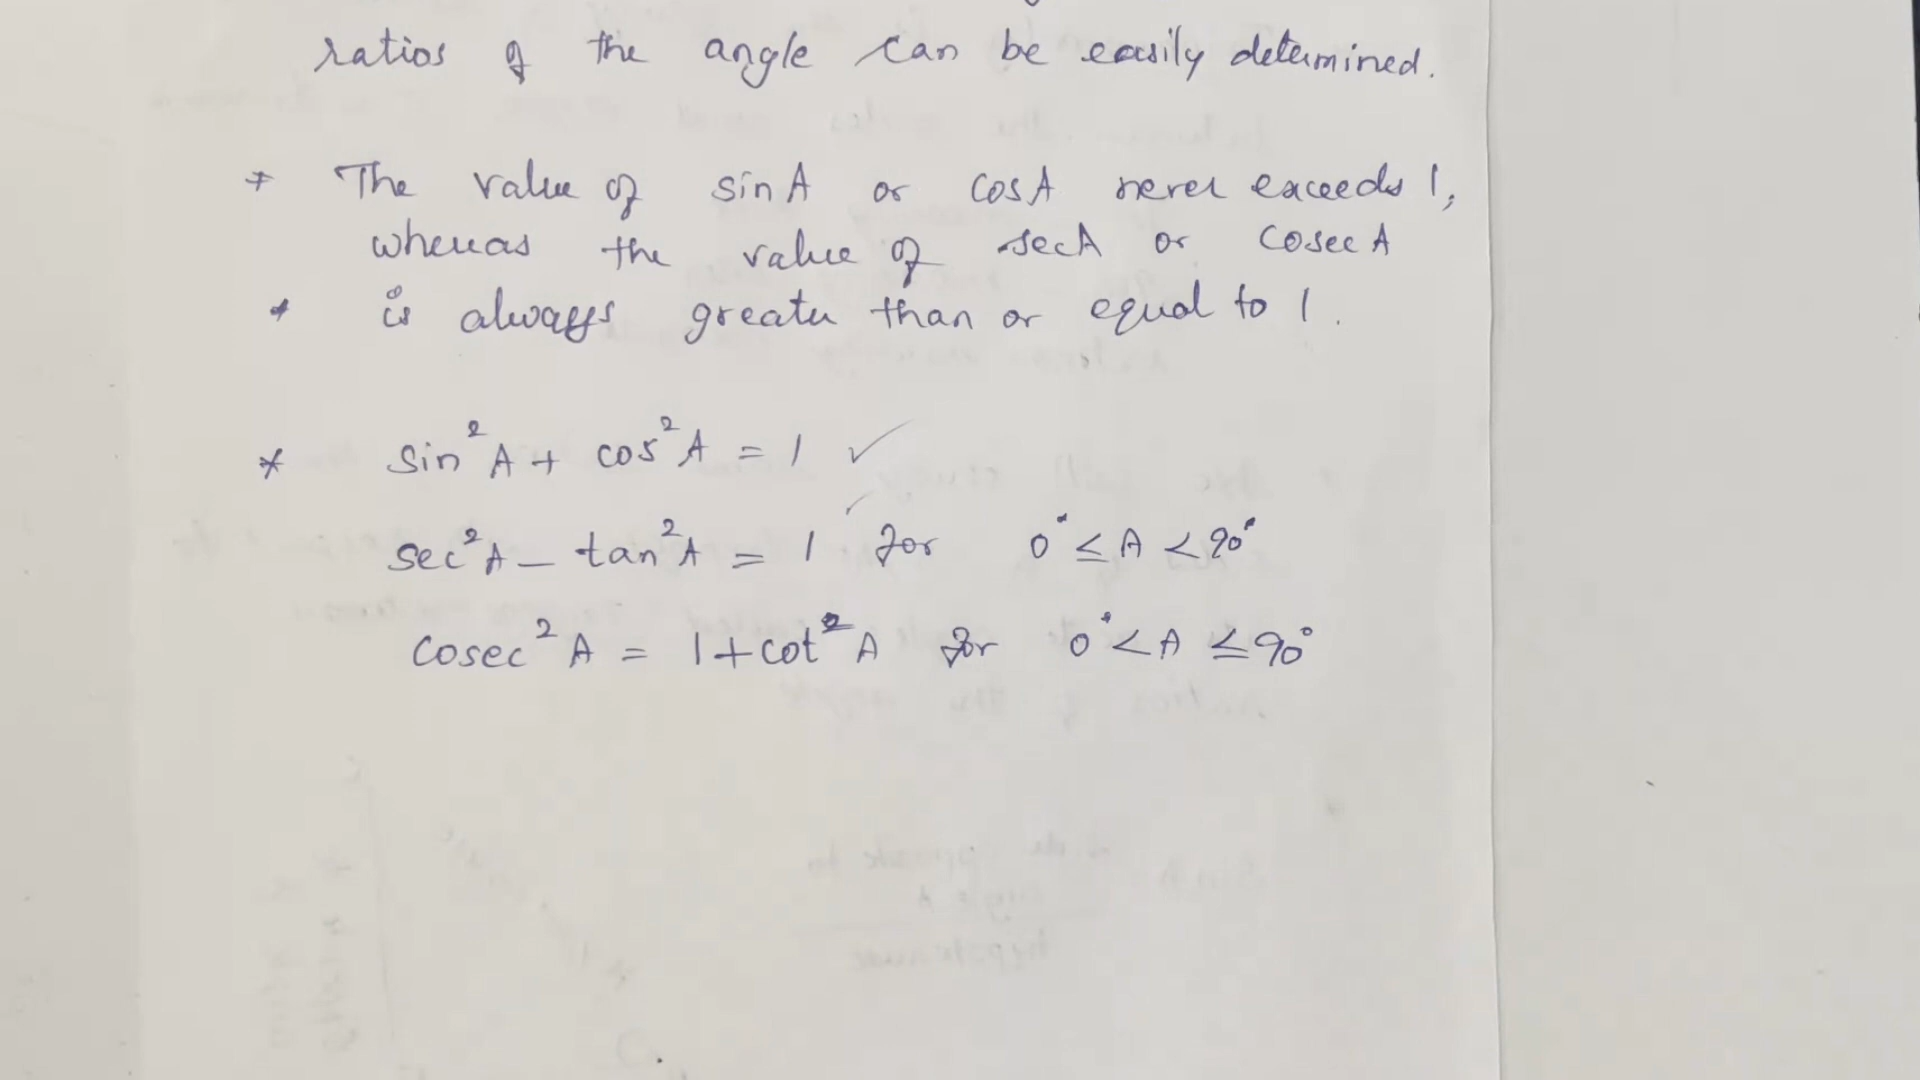 ratios of the angle can be easily determined.
* The value of sin A or cos A never exceeds 1,
whereas the value of sec A or cosec A
* is always greater than or equal to 1.
* sin²A + cos²A = 1 ✓
sec²A – tan²A = 1 for 0° ≤ A < 90°
cosec²A = 1 + cot²A for 0° < A ≤ 90°